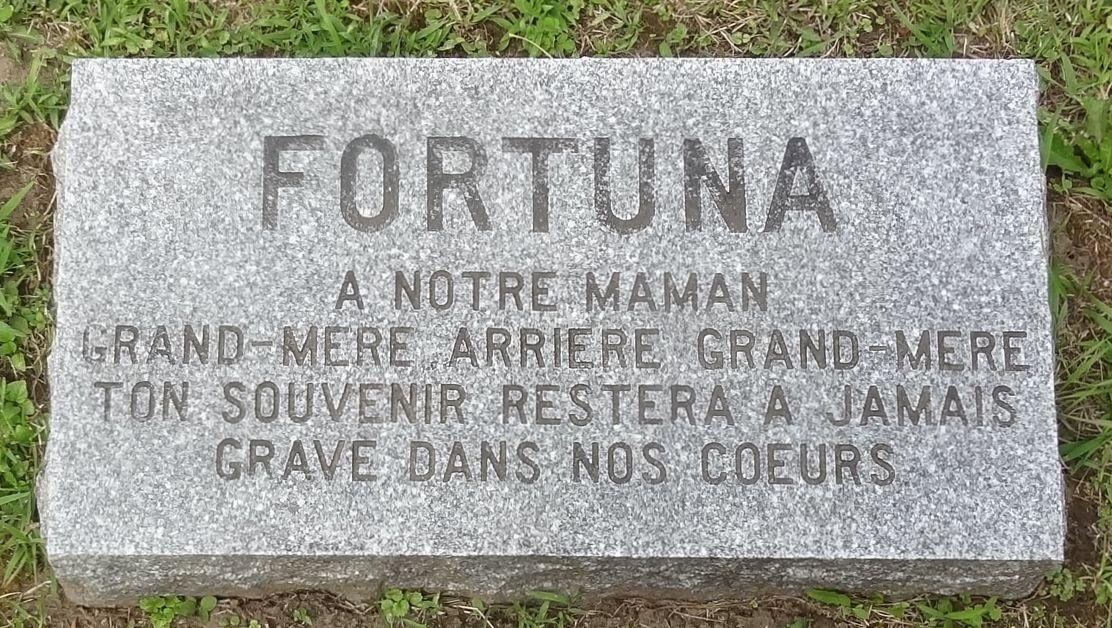 FORTUNA
A NOTRE MAMAN
GRAND-MERE ARRIERE GRAND-MERE
TON SOUVENIR RESTERA A JAMAIS
GRAVE DANS NOS COEURS.